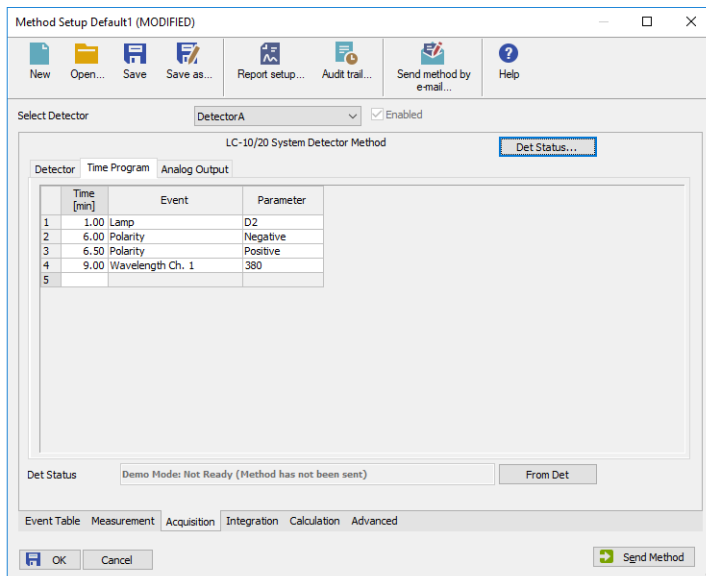 Method Setup Default1 (MODIFIED)
New Open... Save Save as... Report setup... Audit trail... Send method by e-mail... Help
Select Detector DetectorA Enabled
LC-10/20 System Detector Method Det Status...
Detector Time Program Analog Output
Time [min] Event Parameter
1 1.00 Lamp D2
2 6.00 Polarity Negative
3 6.50 Polarity Positive
4 9.00 Wavelength Ch. 1 380
5
Det Status Demo Mode: Not Ready (Method has not been sent) From Det
Event Table Measurement Acquisition Integration Calculation Advanced
OK Cancel Send Method